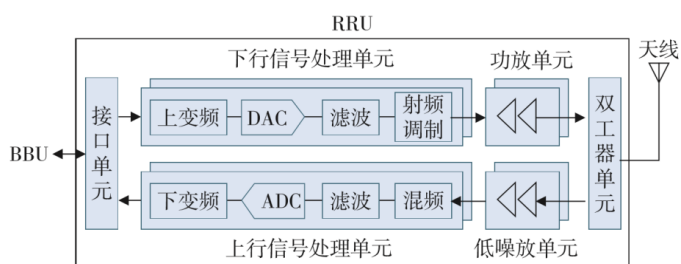 RRU
天线
下行信号处理单元
功放单元
上变频
DAC
滤波
射频
调制
接口单元
双工器单元
BBU
下变频
ADC
滤波
混频
上行信号处理单元
低噪放单元